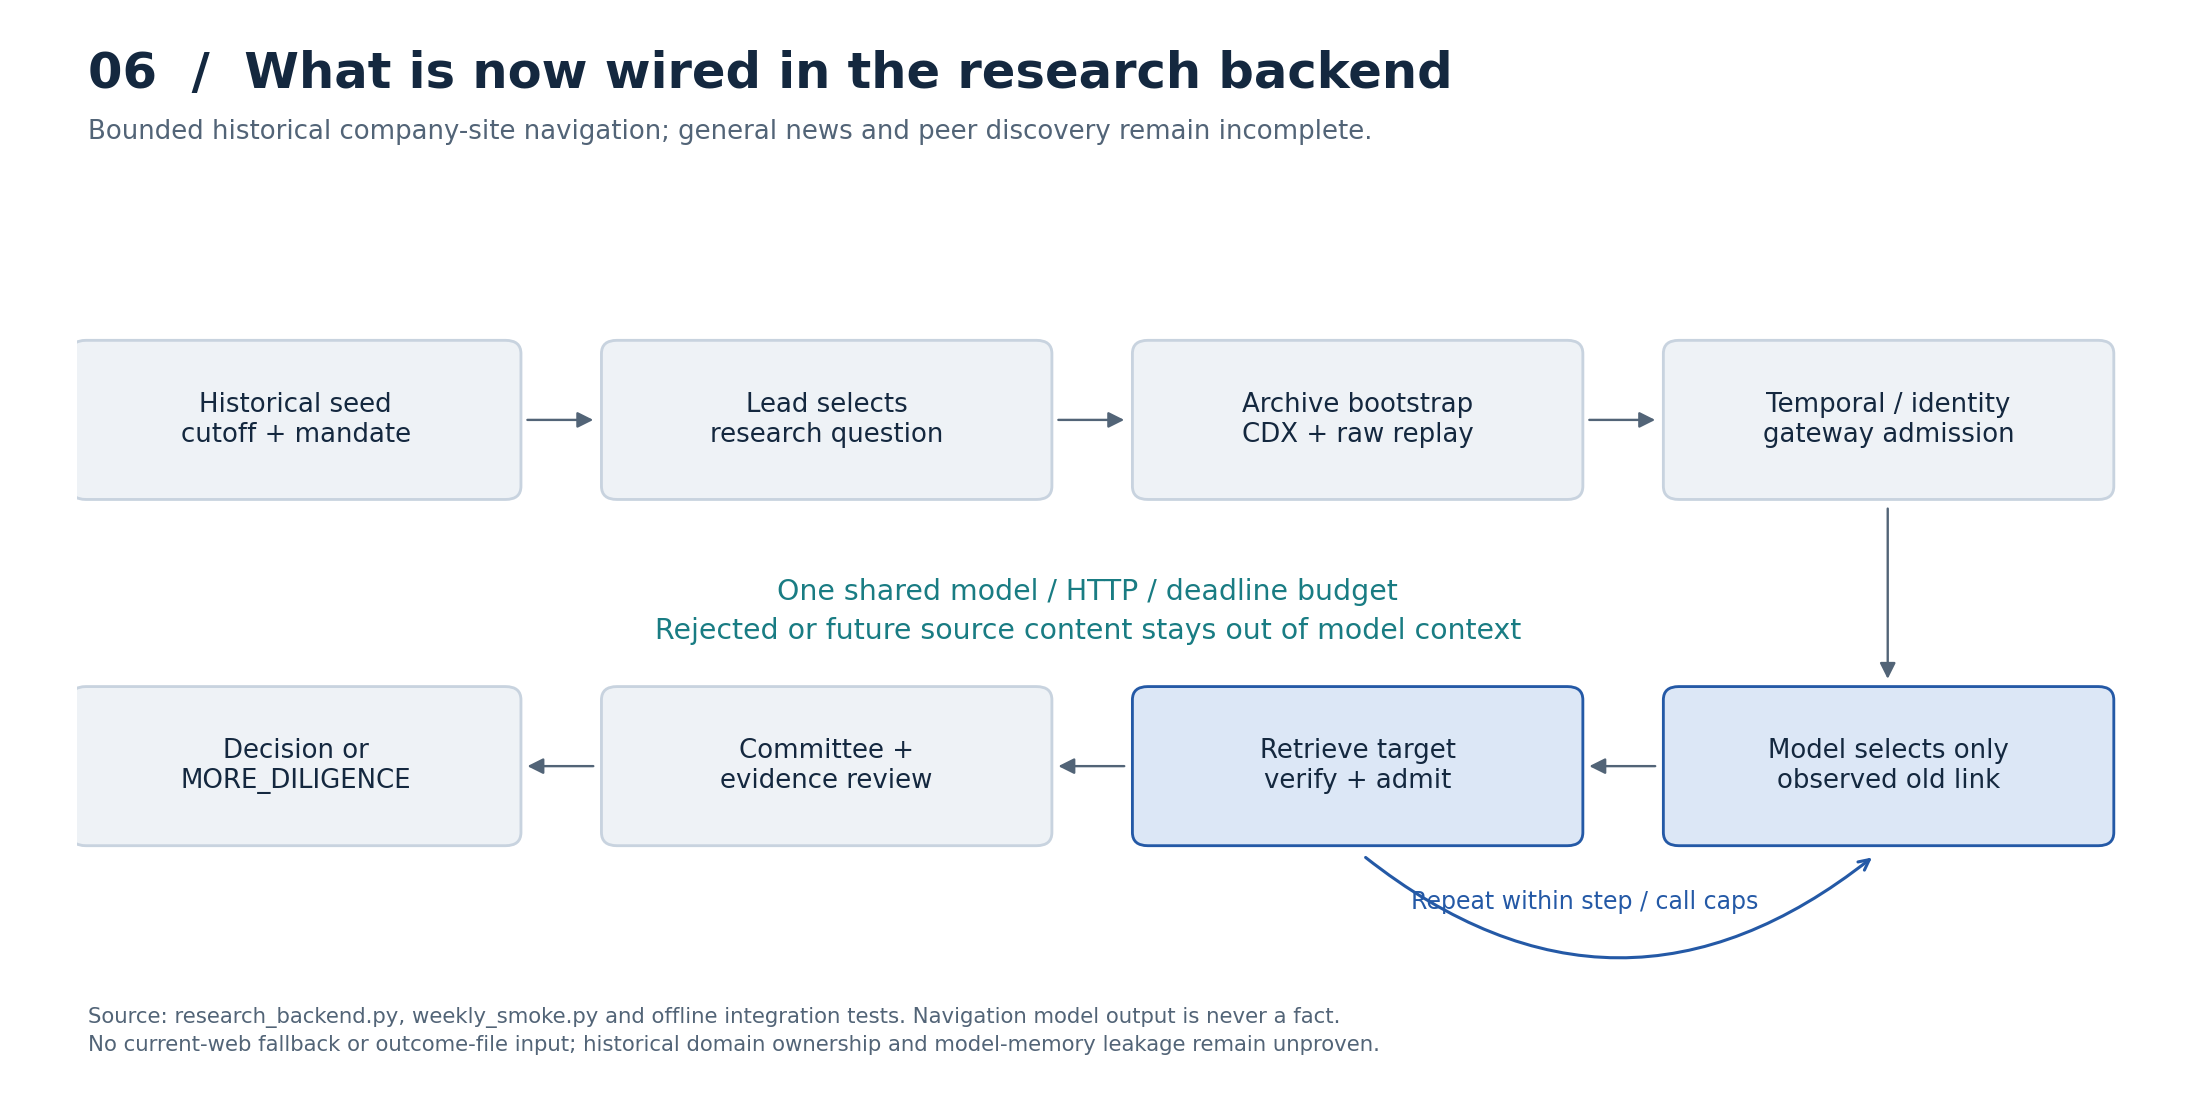 06 / What is now wired in the research backend
Bounded historical company-site navigation; general news and peer discovery remain incomplete.
Historical seed
cutoff + mandate
Lead selects
research question
Archive bootstrap
CDX + raw replay
Temporal / identity
gateway admission
One shared model / HTTP / deadline budget
Rejected or future source content stays out of model context
Decision or
MORE_DILIGENCE
Committee +
evidence review
Retrieve target
verify + admit
Model selects only
observed old link
Repeat within step / call caps
Source: research_backend.py, weekly_smoke.py and offline integration tests. Navigation model output is never a fact.
No current-web fallback or outcome-file input; historical domain ownership and model-memory leakage remain unproven.